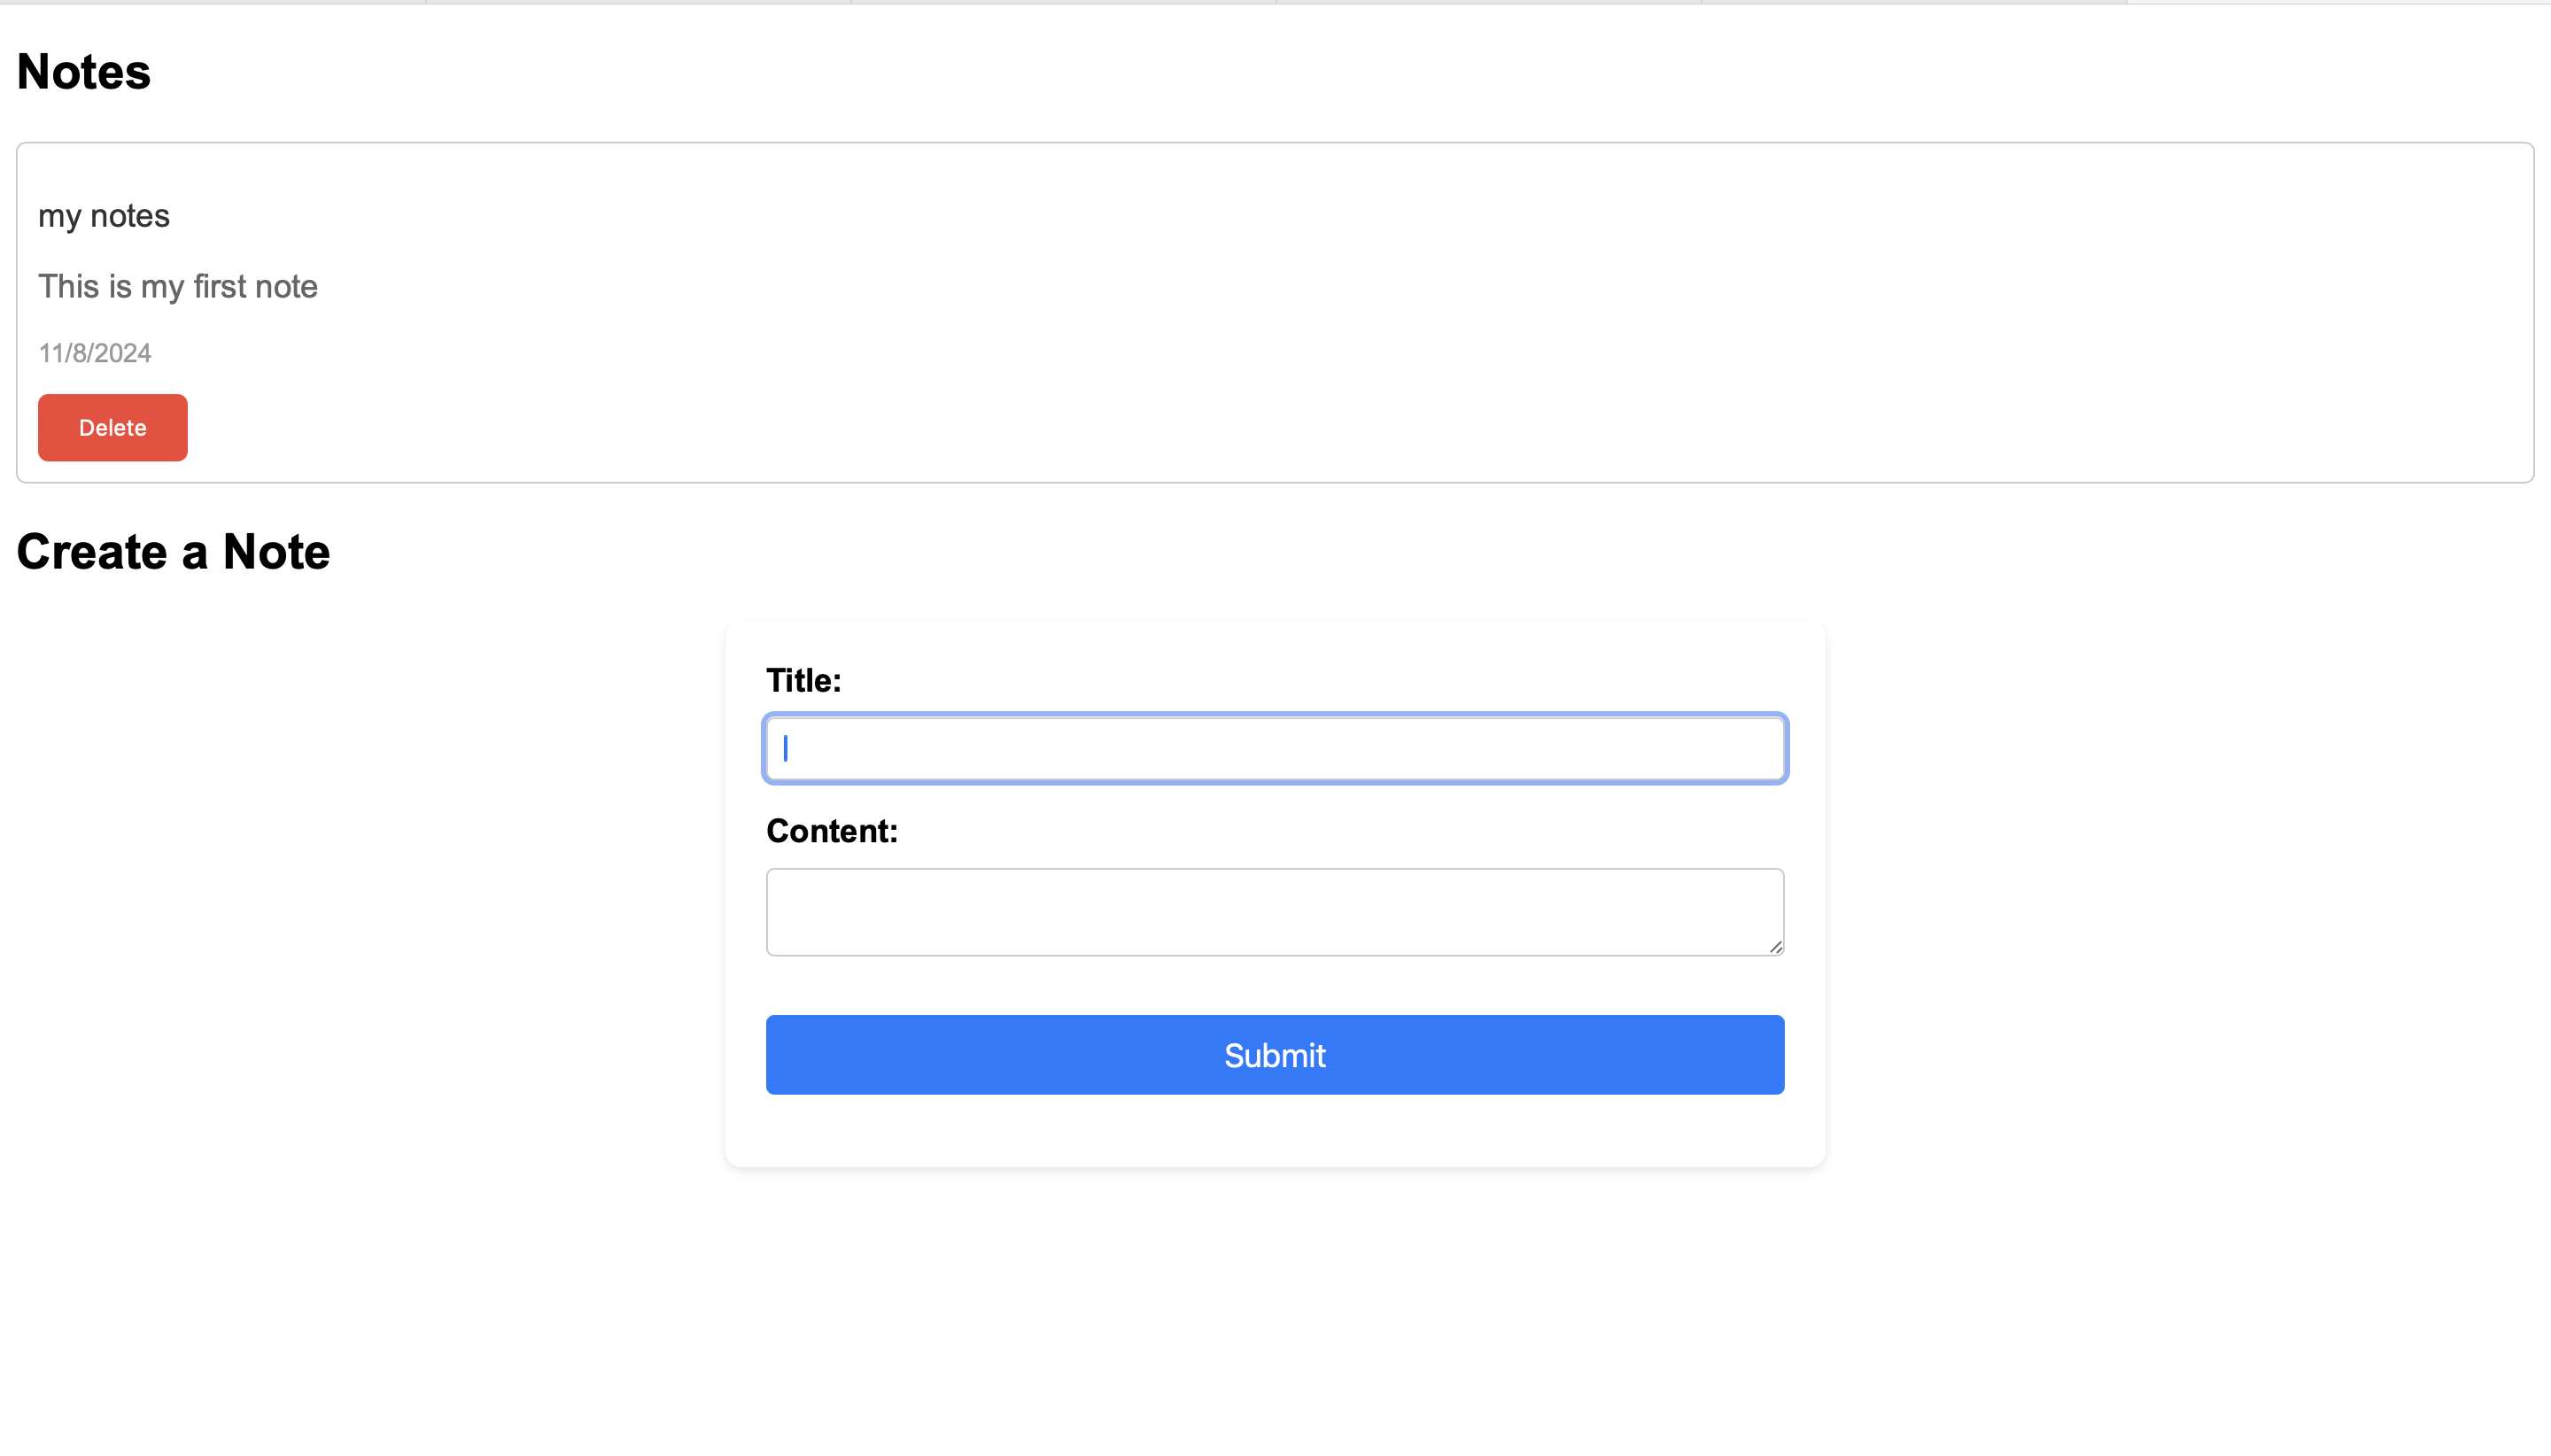 Notes
my notes
This is my first note
11/8/2024
Delete
Create a Note
Title:
Content:
Submit